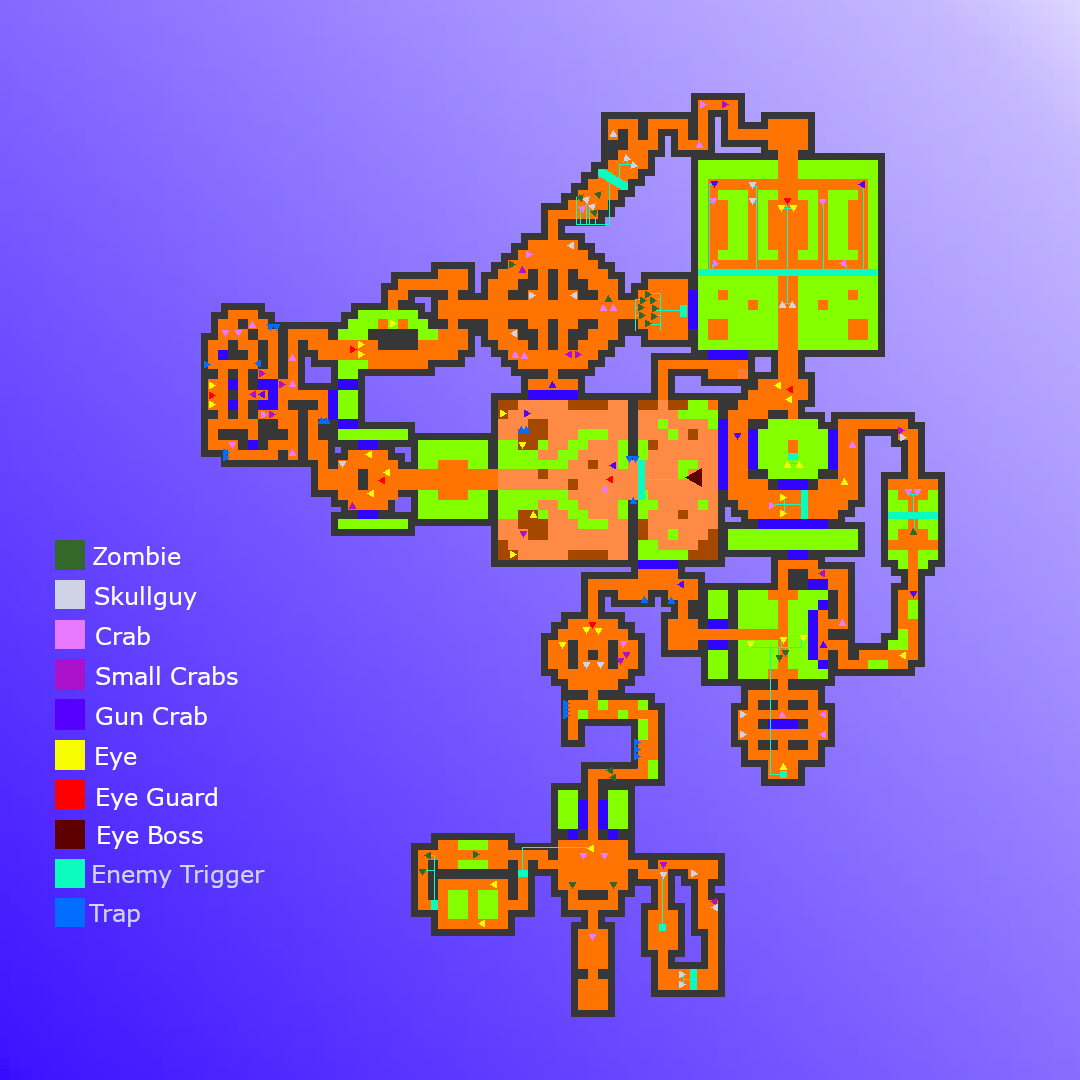 Zombie
Skullguy
Crab
Small Crabs
Gun Crab
Eye
Eye Guard
Eye Boss
Enemy Trigger
Trap